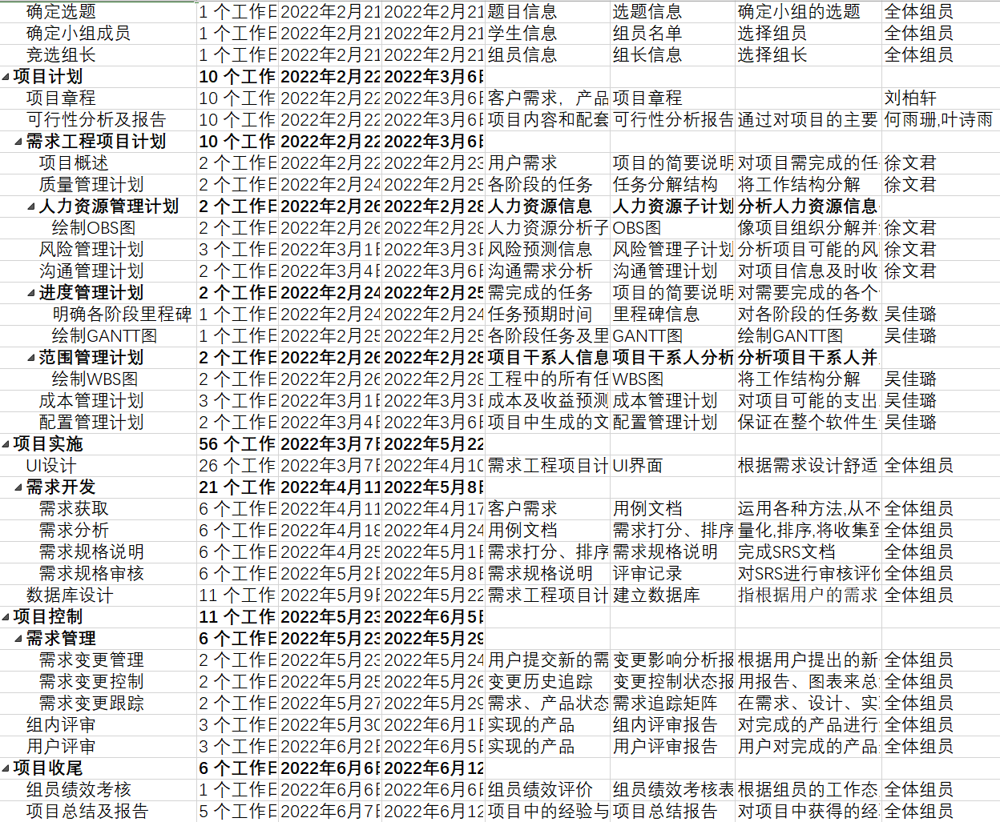 确定选题 1 个工作日 2022年2月21 2022年2月21 题目信息 选题信息 确定小组的选题 全体组员
确定小组成员 1 个工作日 2022年2月21 2022年2月21 学生信息 组员名单 选择组员 全体组员
竞选组长 1 个工作日 2022年2月21 2022年2月21 组员信息 组长信息 选择组长 全体组员
项目计划 10 个工作 2022年2月22 2022年3月6日
项目章程 10 个工作 2022年2月22 2022年3月6日 客户需求，产品 项目章程 刘柏轩
可行性分析及报告 10 个工作 2022年2月22 2022年3月6日 项目内容和配套 可行性分析报告 通过对项目的主要 何雨珊,叶诗雨
需求工程项目计划 10 个工作 2022年2月22 2022年3月6日
项目概述 2 个工作日 2022年2月22 2022年2月23 用户需求 项目的简要说明 对项目需完成的任 徐文君
质量管理计划 2 个工作日 2022年2月24 2022年2月25 各阶段的任务 任务分解结构 将工作结构分解 徐文君
人力资源管理计划 2 个工作日 2022年2月26 2022年2月28 人力资源信息 人力资源子计划 分析人力资源信息
绘制OBS图 2 个工作日 2022年2月26 2022年2月28 人力资源分析子 OBS图 像项目组织分解并 徐文君
风险管理计划 3 个工作日 2022年3月1日 2022年3月3日 风险预测信息 风险管理子计划 分析项目可能的风 徐文君
沟通管理计划 2 个工作日 2022年3月4日 2022年3月6日 沟通需求分析 沟通管理计划 对项目信息及时收 徐文君
进度管理计划 2 个工作日 2022年2月24 2022年2月25 需完成的任务 项目的简要说明 对需要完成的各个
明确各阶段里程碑 1 个工作日 2022年2月24 2022年2月24 任务预期时间 里程碑信息 对各阶段的任务数 吴佳璐
绘制GANTT图 1 个工作日 2022年2月25 2022年2月25 各阶段任务及里 GANTT图 绘制GANTT图 吴佳璐
范围管理计划 2 个工作日 2022年2月26 2022年2月28 项目干系人信息 项目干系人分析 分析项目干系人并
绘制WBS图 2 个工作日 2022年2月26 2022年2月28 工程中的所有任 WBS图 将工作结构分解 吴佳璐
成本管理计划 3 个工作日 2022年3月1日 2022年3月3日 成本及收益预测 成本管理计划 对项目可能的支出 吴佳璐
配置管理计划 2 个工作日 2022年3月4日 2022年3月6日 项目中生成的文 配置管理计划 保证在整个软件生 吴佳璐
项目实施 56 个工作 2022年3月7日 2022年5月22
UI设计 26 个工作 2022年3月7日 2022年4月10 需求工程项目计 UI界面 根据需求设计舒适 全体组员
需求开发 21 个工作 2022年4月11 2022年5月8日
需求获取 6 个工作日 2022年4月11 2022年4月17 客户需求 用例文档 运用各种方法,从不 全体组员
需求分析 6 个工作日 2022年4月18 2022年4月24 用例文档 需求打分、排序 量化,排序,将收集到 全体组员
需求规格说明 6 个工作日 2022年4月25 2022年5月1日 需求打分、排序 需求规格说明 完成SRS文档 全体组员
需求规格审核 6 个工作日 2022年5月2日 2022年5月8日 需求规格说明 评审记录 对SRS进行审核评价 全体组员
数据库设计 11 个工作 2022年5月9日 2022年5月22 需求工程项目计 建立数据库 指根据用户的需求 全体组员
项目控制 11 个工作 2022年5月23 2022年6月5日
需求管理 6 个工作日 2022年5月23 2022年5月29
需求变更管理 2 个工作日 2022年5月23 2022年5月24 用户提交新的需 变更影响分析报 根据用户提出的新 全体组员
需求变更控制 2 个工作日 2022年5月25 2022年5月26 变更历史追踪 变更控制状态报 用报告、图表来总 全体组员
需求变更跟踪 2 个工作日 2022年5月27 2022年5月29 需求、产品状态 需求追踪矩阵 在需求、设计、实 全体组员
组内评审 3 个工作日 2022年5月30 2022年6月1日 实现的产品 组内评审报告 对完成的产品进行 全体组员
用户评审 3 个工作日 2022年6月2日 2022年6月5日 实现的产品 用户评审报告 用户对完成的产品 全体组员
项目收尾 6 个工作日 2022年6月6日 2022年6月12
组员绩效考核 1 个工作日 2022年6月6日 2022年6月6日 组员绩效评价 组员绩效考核表 根据组员的工作态 全体组员
项目总结及报告 5 个工作日 2022年6月7日 2022年6月12 项目中的经验与 项目总结报告 对项目中获得的经 全体组员